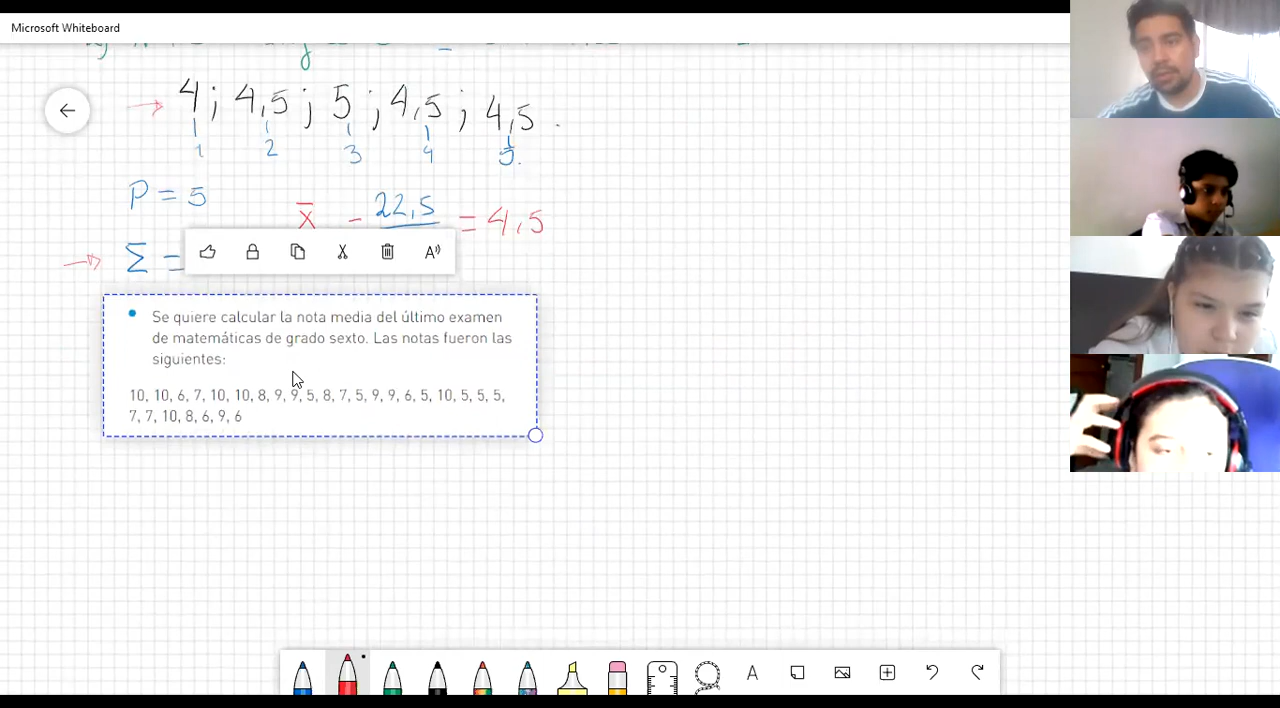 Microsoft Whiteboard
→ 4 ; 4,5 ; 5 ; 4,5 ; 4,5 .
1 2 3 4 5.
P = 5
x̄ - 22,5 = 4,5
→ Σ =
A
• Se quiere calcular la nota media del último examen
de matemáticas de grado sexto. Las notas fueron las
siguientes:
10, 10, 6, 7, 10, 10, 8, 9, 9, 5, 8, 7, 5, 9, 9, 6, 5, 10, 5, 5, 5,
7, 7, 10, 8, 6, 9, 6
A